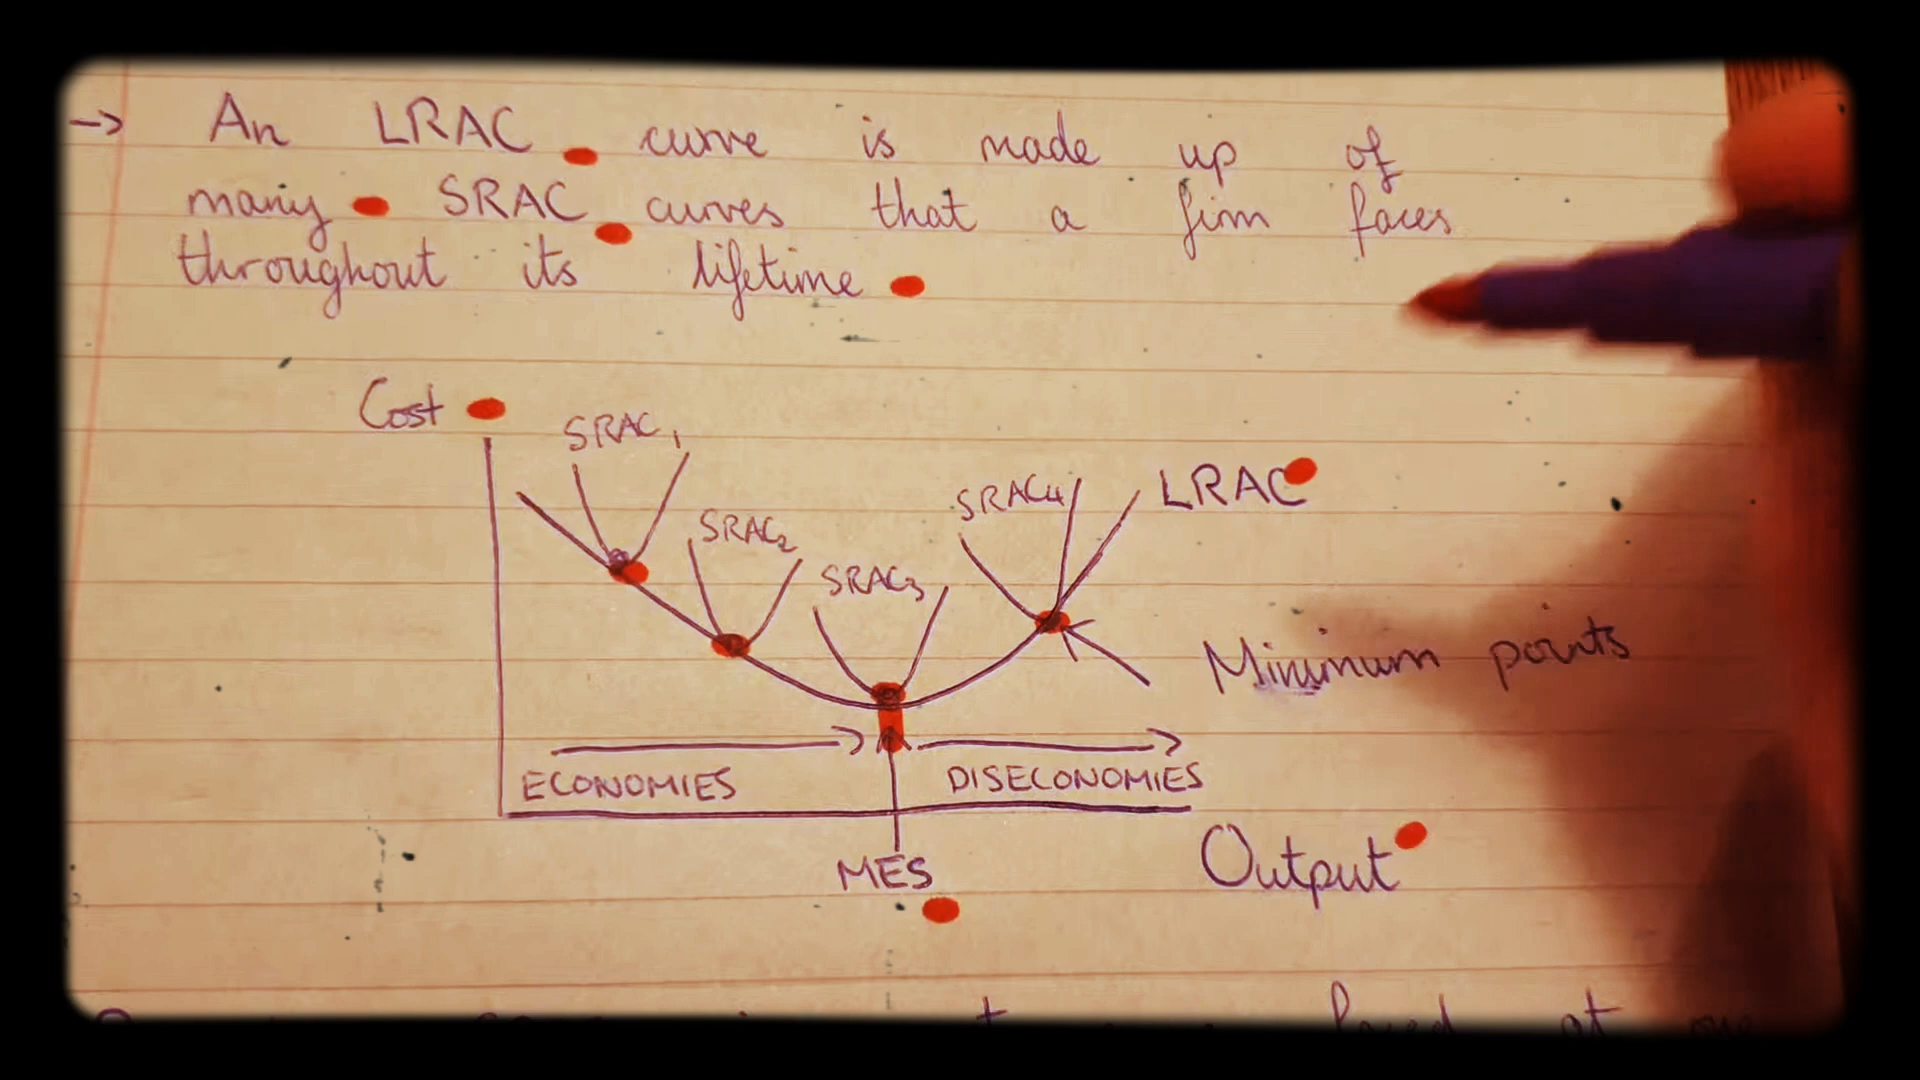 → An LRAC curve is made up of
many SRAC curves that a firm faces
throughout its lifetime
Cost
SRAC1
SRAC2
SRAC3
SRAC4
LRAC
Minimum points
ECONOMIES
DISECONOMIES
MES
Output